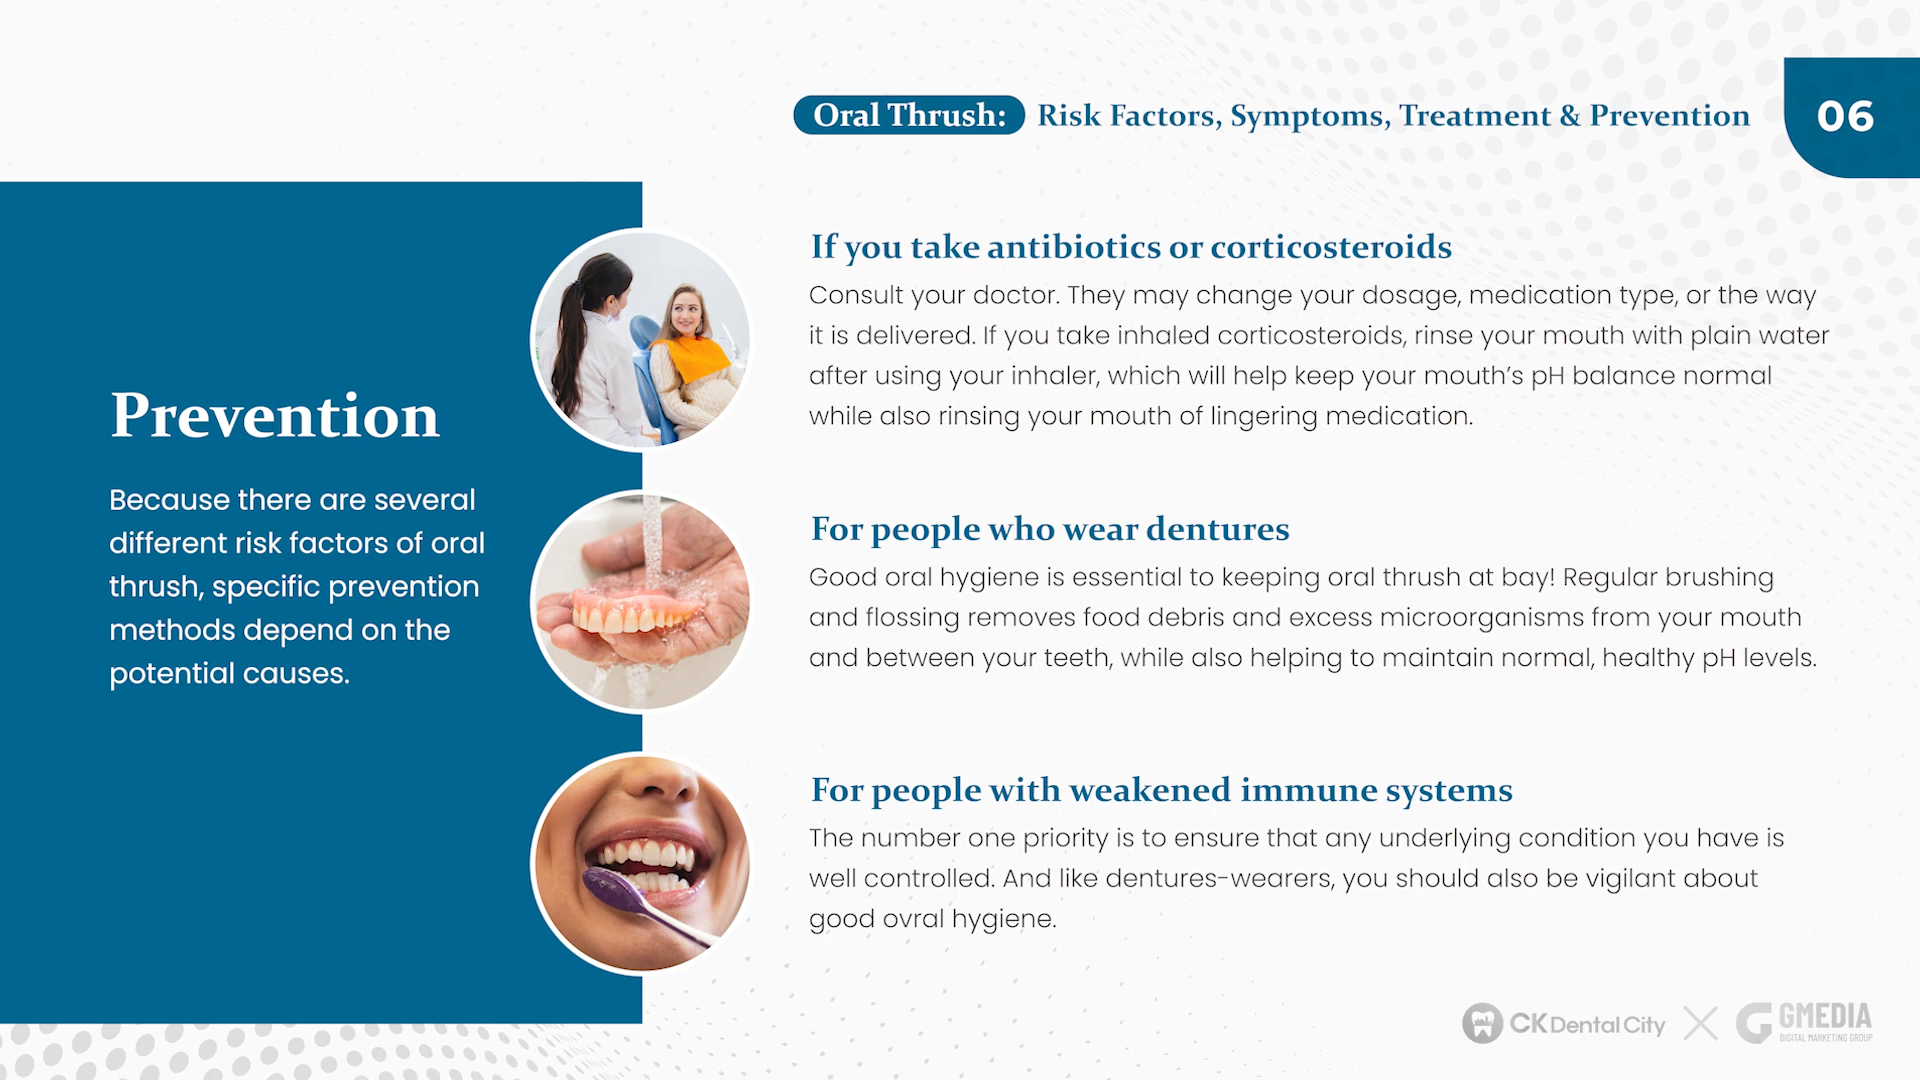 Oral Thrush: Risk Factors, Symptoms, Treatment & Prevention
06
Prevention
Because there are several
different risk factors of oral
thrush, specific prevention
methods depend on the
potential causes.
If you take antibiotics or corticosteroids
Consult your doctor. They may change your dosage, medication type, or the way
it is delivered. If you take inhaled corticosteroids, rinse your mouth with plain water
after using your inhaler, which will help keep your mouth’s pH balance normal
while also rinsing your mouth of lingering medication.
For people who wear dentures
Good oral hygiene is essential to keeping oral thrush at bay! Regular brushing
and flossing removes food debris and excess microorganisms from your mouth
and between your teeth, while also helping to maintain normal, healthy pH levels.
For people with weakened immune systems
The number one priority is to ensure that any underlying condition you have is
well controlled. And like dentures-wearers, you should also be vigilant about
good ovral hygiene.
CK Dental City
GMEDIA
DIGITAL MARKETING GROUP